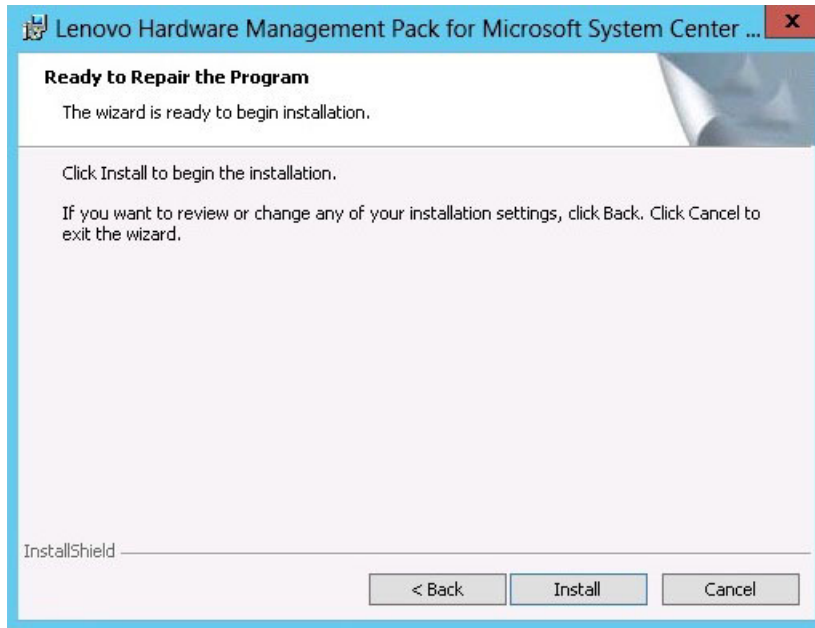 Lenovo Hardware Management Pack for Microsoft System Center ...
x
Ready to Repair the Program
The wizard is ready to begin installation.
Click Install to begin the installation.
If you want to review or change any of your installation settings, click Back. Click Cancel to
exit the wizard.
InstallShield
< Back Install Cancel